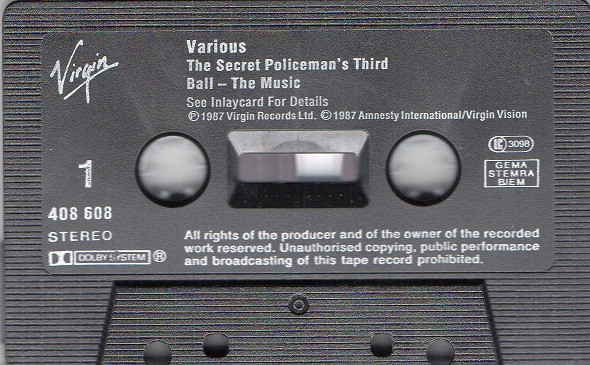 Virgin
Various
The Secret Policeman's Third
Ball – The Music
See Inlaycard For Details
℗1987 Virgin Records Ltd. ©1987 Amnesty International/Virgin Vision
LC 3098
GEMA
STEMRA
BIEM
1
408 608
STEREO
DOLBY SYSTEM ®
All rights of the producer and of the owner of the recorded
work reserved. Unauthorised copying, public performance
and broadcasting of this tape record prohibited.